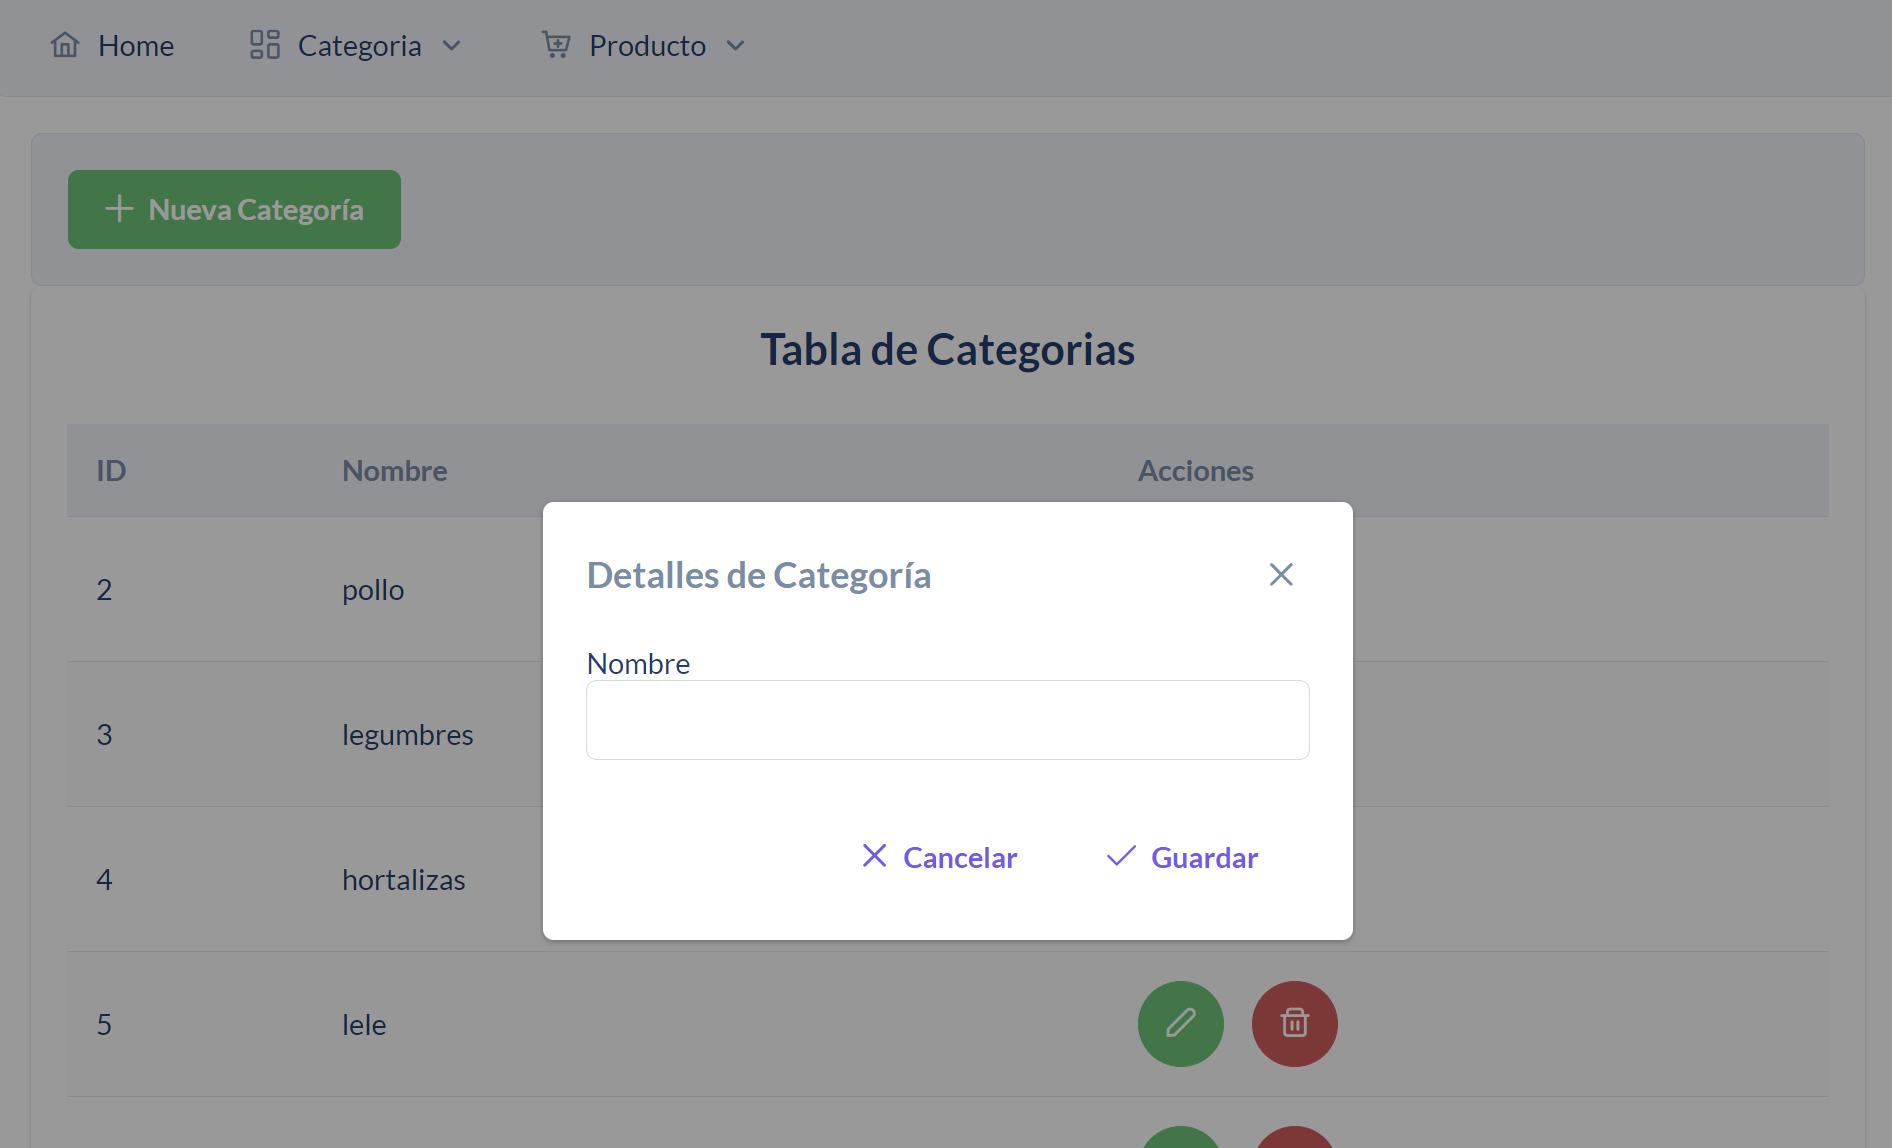 Home Categoria Producto
Nueva Categoría
Tabla de Categorias
ID Nombre Acciones
2 pollo
3 legumbres
4 hortalizas
5 lele
Detalles de Categoría
Nombre
Cancelar Guardar